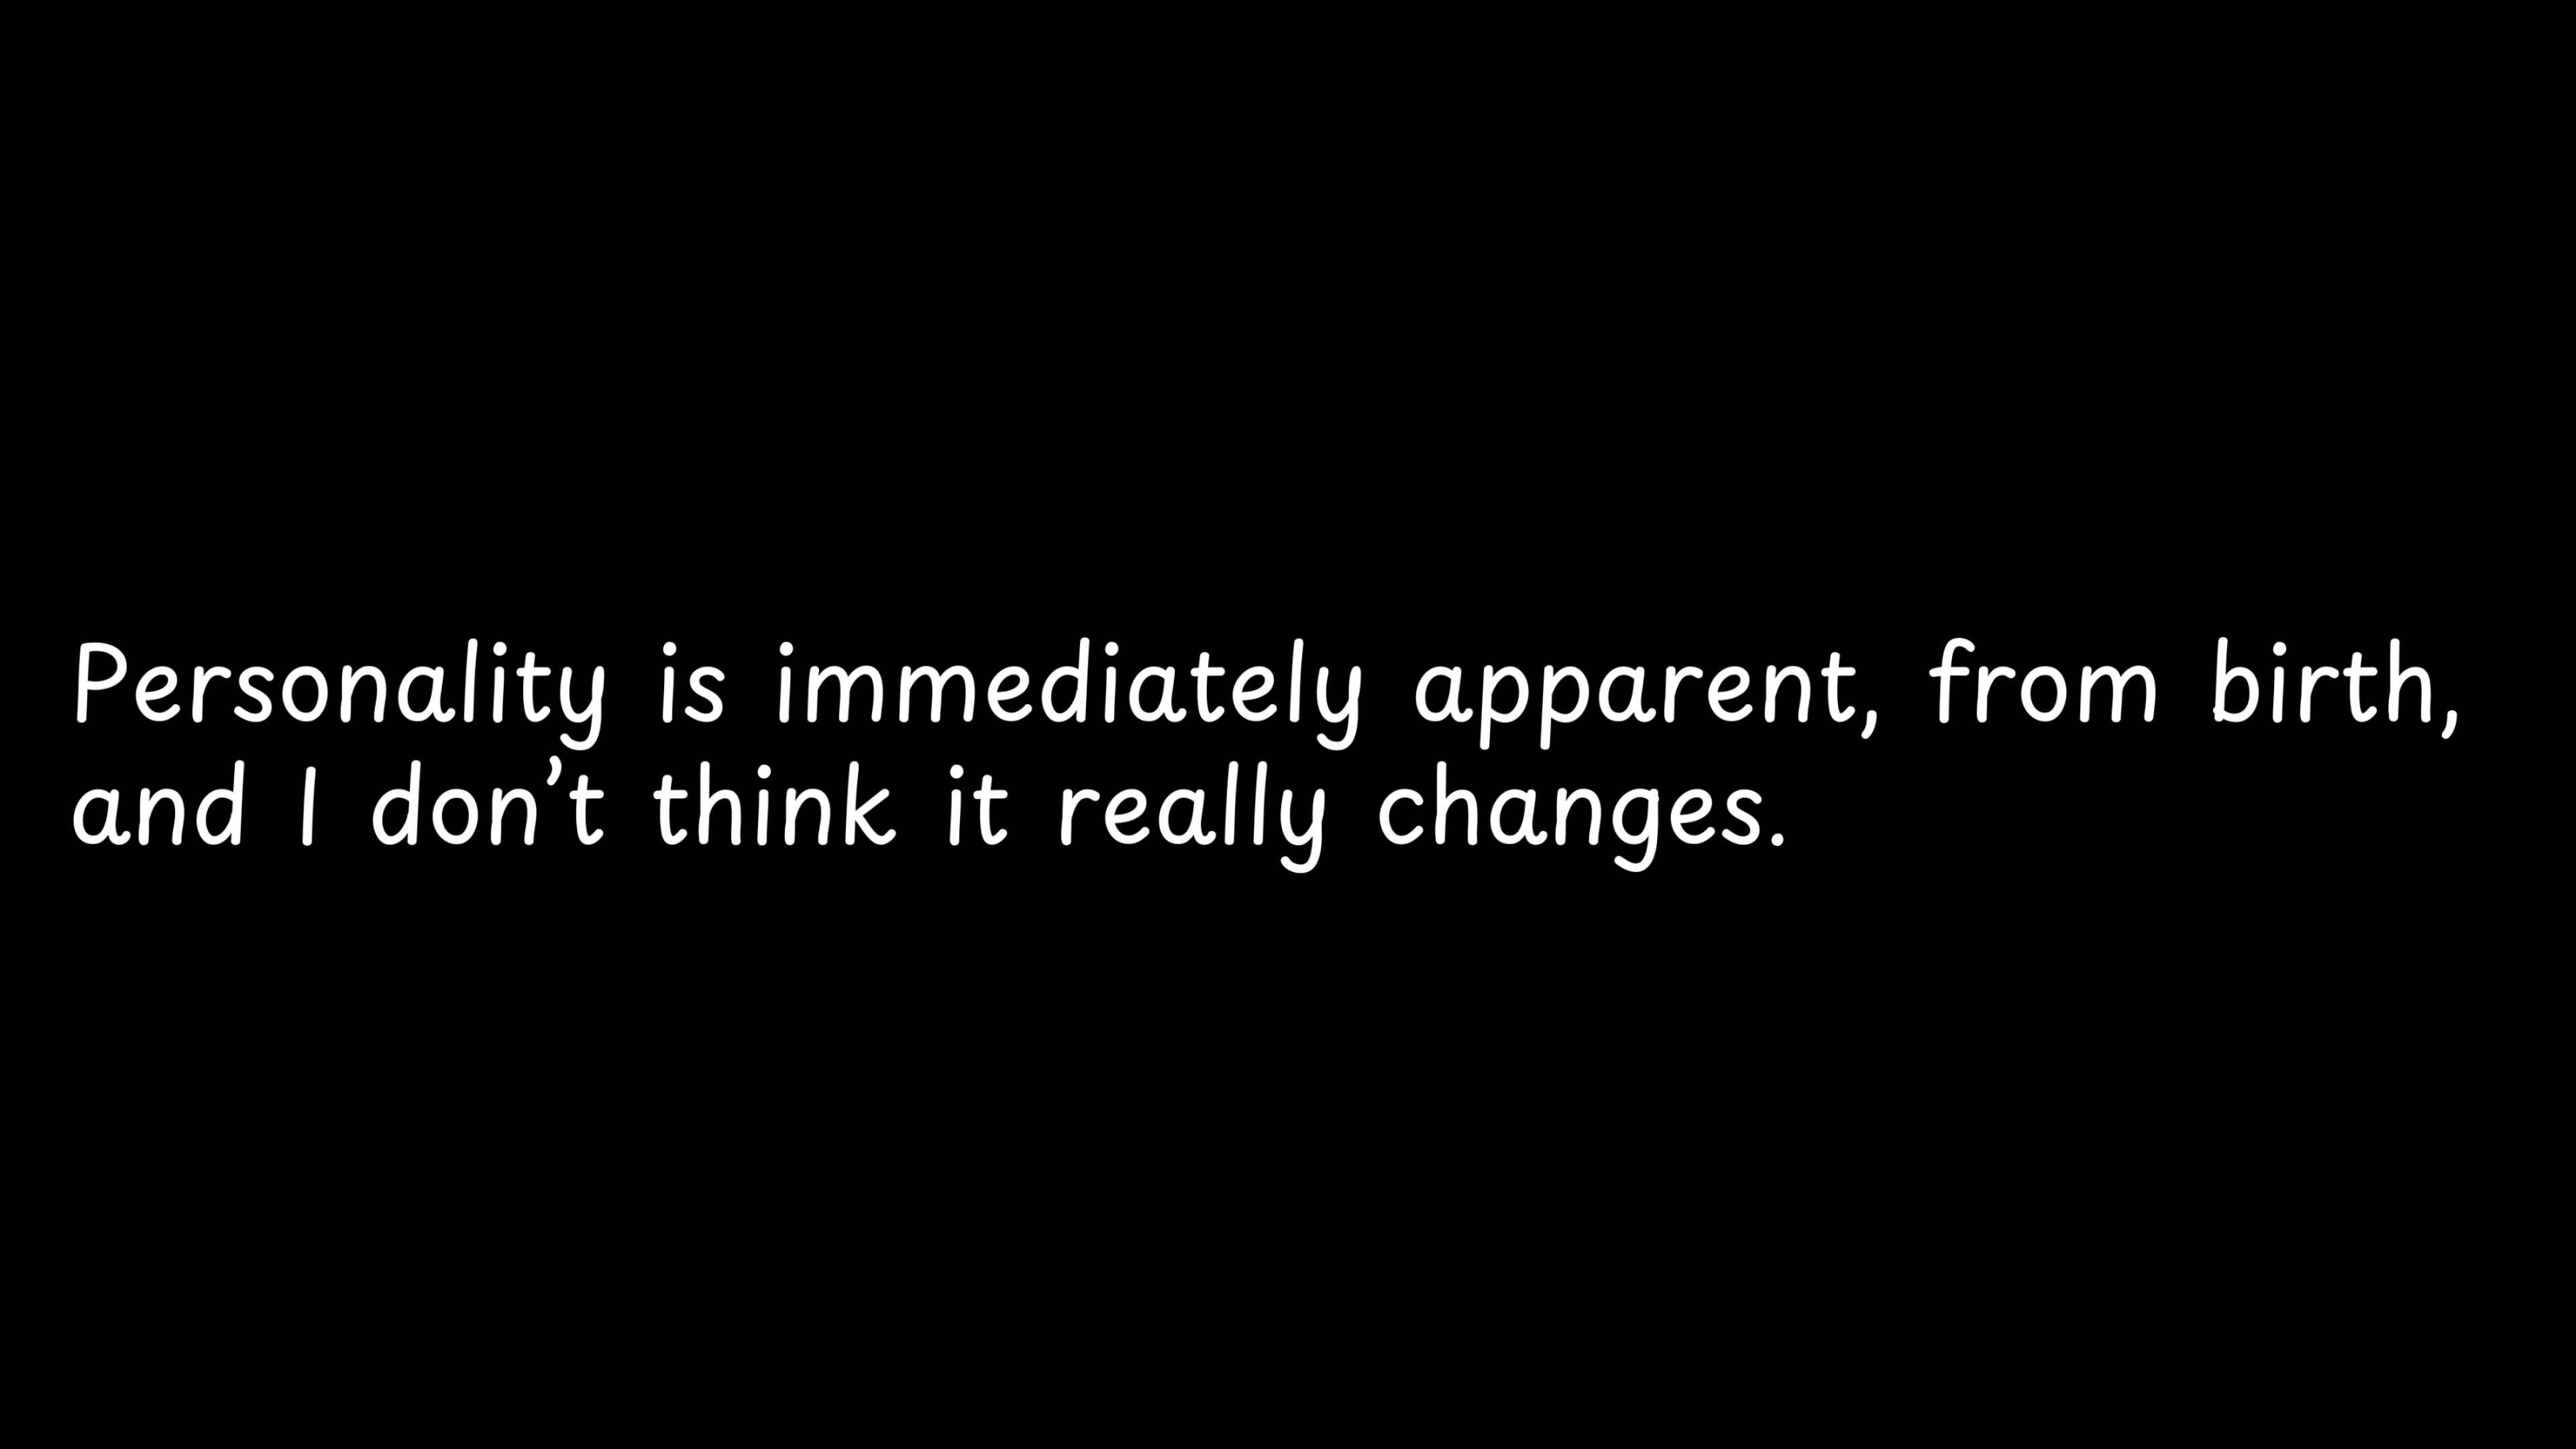 Personality is immediately apparent, from birth,
and I don’t think it really changes.